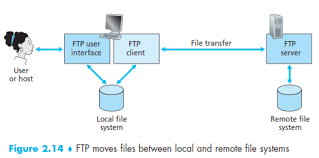 FTP user
interface
FTP
client
File transfer
FTP
server
User
or host
Local file
system
Remote file
system
Figure 2.14 ♦ FTP moves files between local and remote file systems